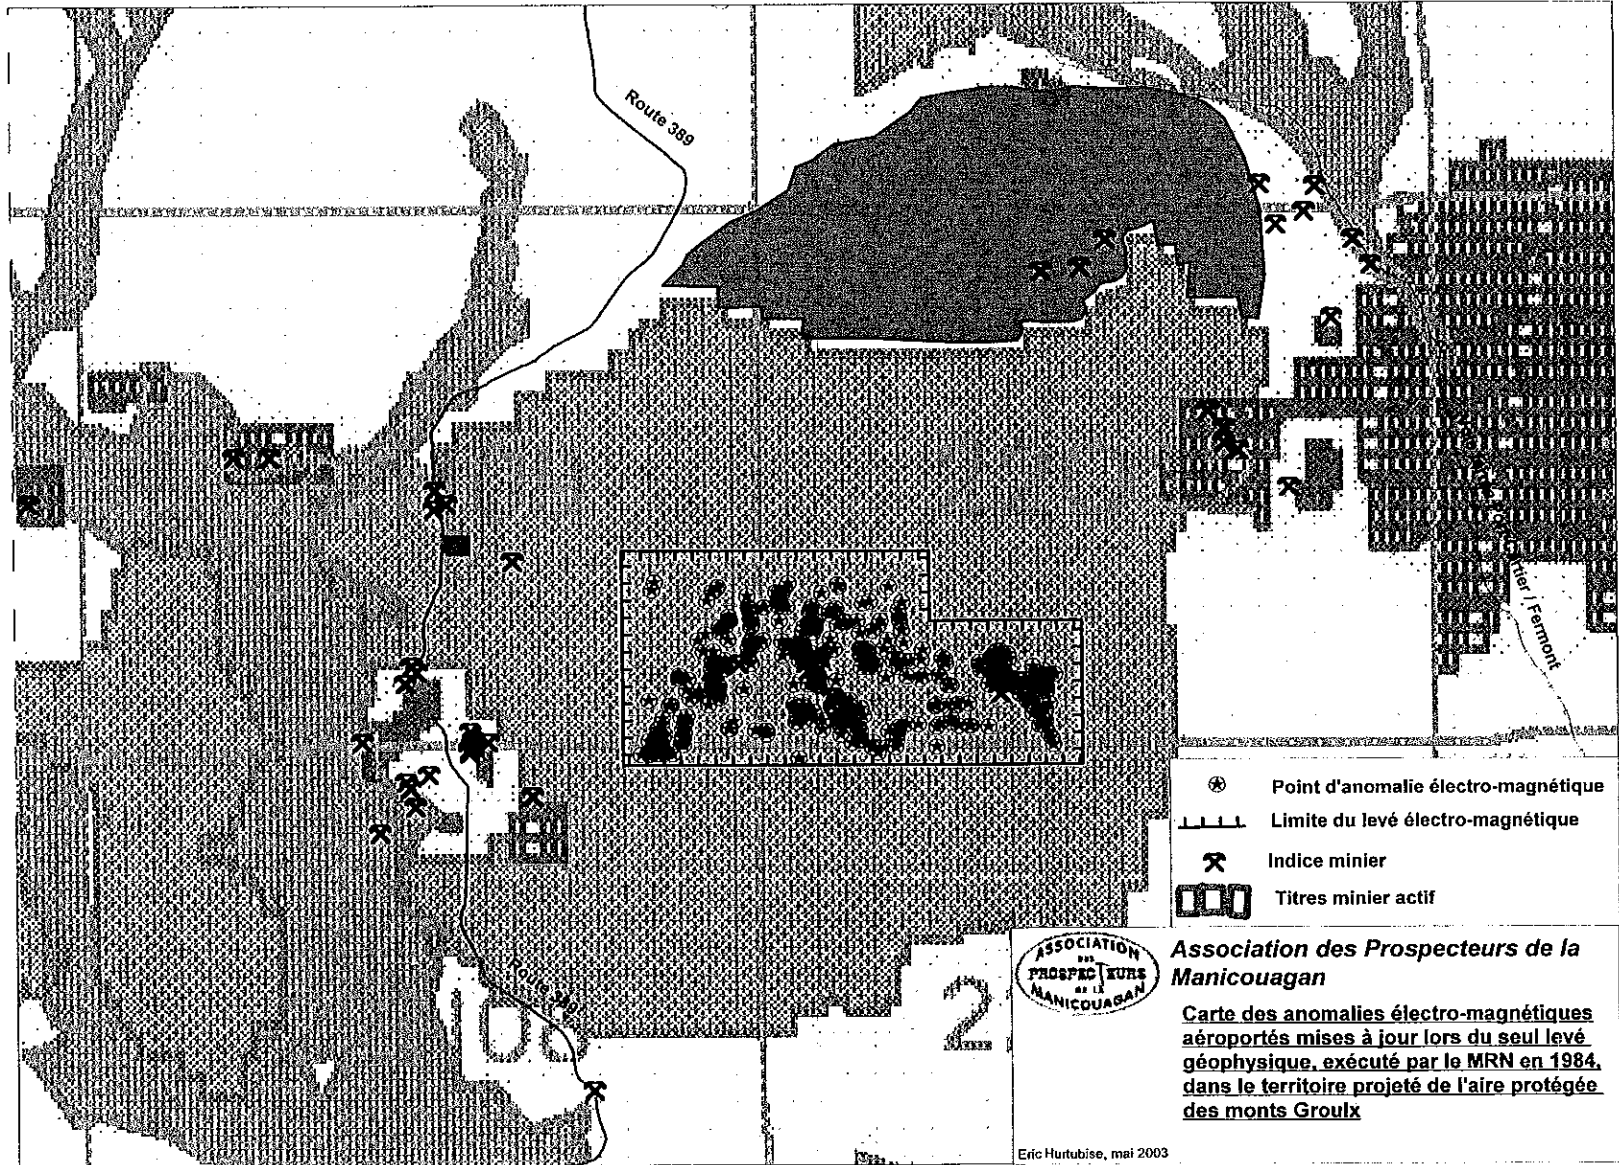 Route 389
Point d'anomalie électro-magnétique
Limite du levé électro-magnétique
Indice minier
Titres minier actif
ASSOCIATION
DES
PROSPECTEURS
DE LA
MANICOUAGAN
Association des Prospecteurs de la
Manicouagan
Carte des anomalies électro-magnétiques
aéroportés mises à jour lors du seul levé
géophysique, exécuté par le MRN en 1984,
dans le territoire projeté de l'aire protégée
des monts Groulx
Eric Hurtubise, mai 2003
Route 389
2
/ Fermont